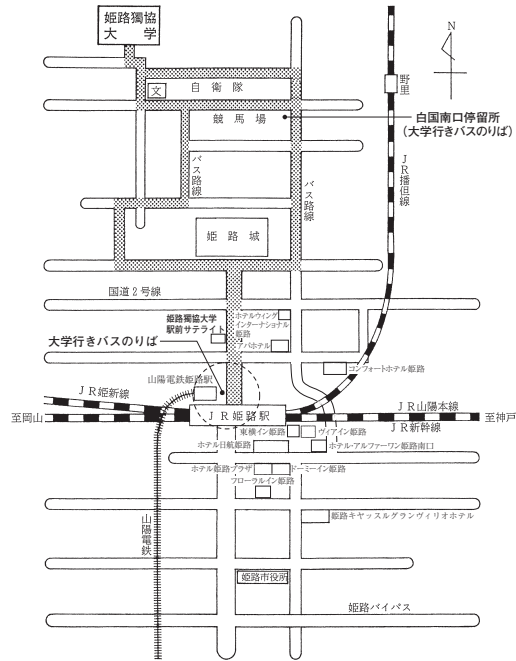 姫路獨協
大学
N
文
自衛隊
野里
競馬場
白国南口停留所
(大学行きバスのりば)
バス路線
バス路線
JR播但線
姫路城
国道2号線
姫路獨協大学
駅前サテライト
ホテルウィング
インターナショナル
姫路
大学行きバスのりば
アパホテル
コンフォートホテル姫路
山陽電鉄姫路駅
JR姫新線
JR姫路駅
JR山陽本線
至岡山
至神戸
JR新幹線
東横イン姫路
ヴィアイン姫路
ホテル日航姫路
ホテル・アルファーワン姫路南口
ホテル姫路プラザ
ドーミーイン姫路
フローラルイン姫路
山陽電鉄
姫路キヤッスルグランヴィリオホテル
姫路市役所
姫路バイパス